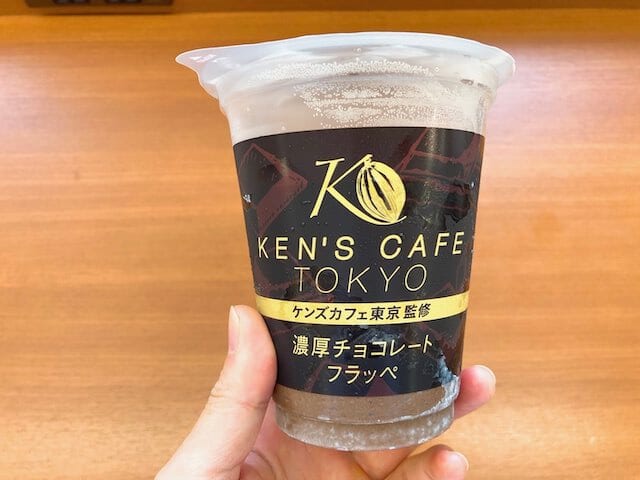 K
KEN'S CAFE
TOKYO
ケンズカフェ東京 監修
濃厚チョコレート
フラッペ